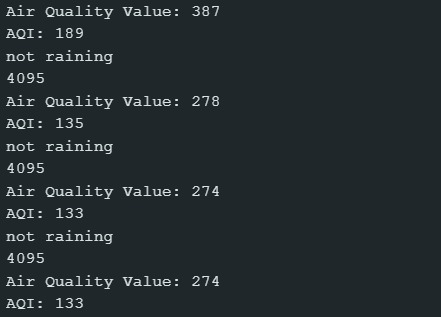 Air Quality Value: 387
AQI: 189
not raining
4095
Air Quality Value: 278
AQI: 135
not raining
4095
Air Quality Value: 274
AQI: 133
not raining
4095
Air Quality Value: 274
AQI: 133